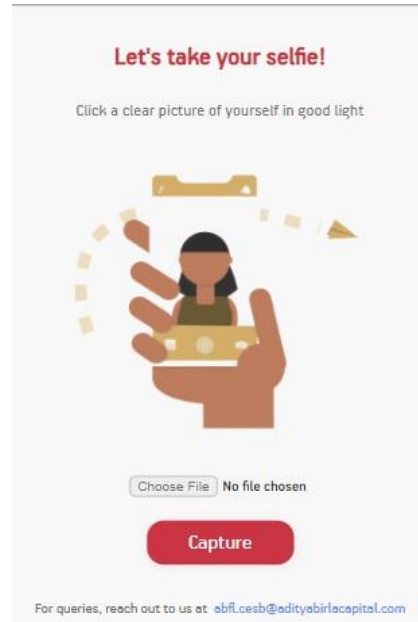 Let's take your selfie!
Click a clear picture of yourself in good light
Choose File No file chosen
Capture
For queries, reach out to us at abfl.cesb@adityabirlacapital.com